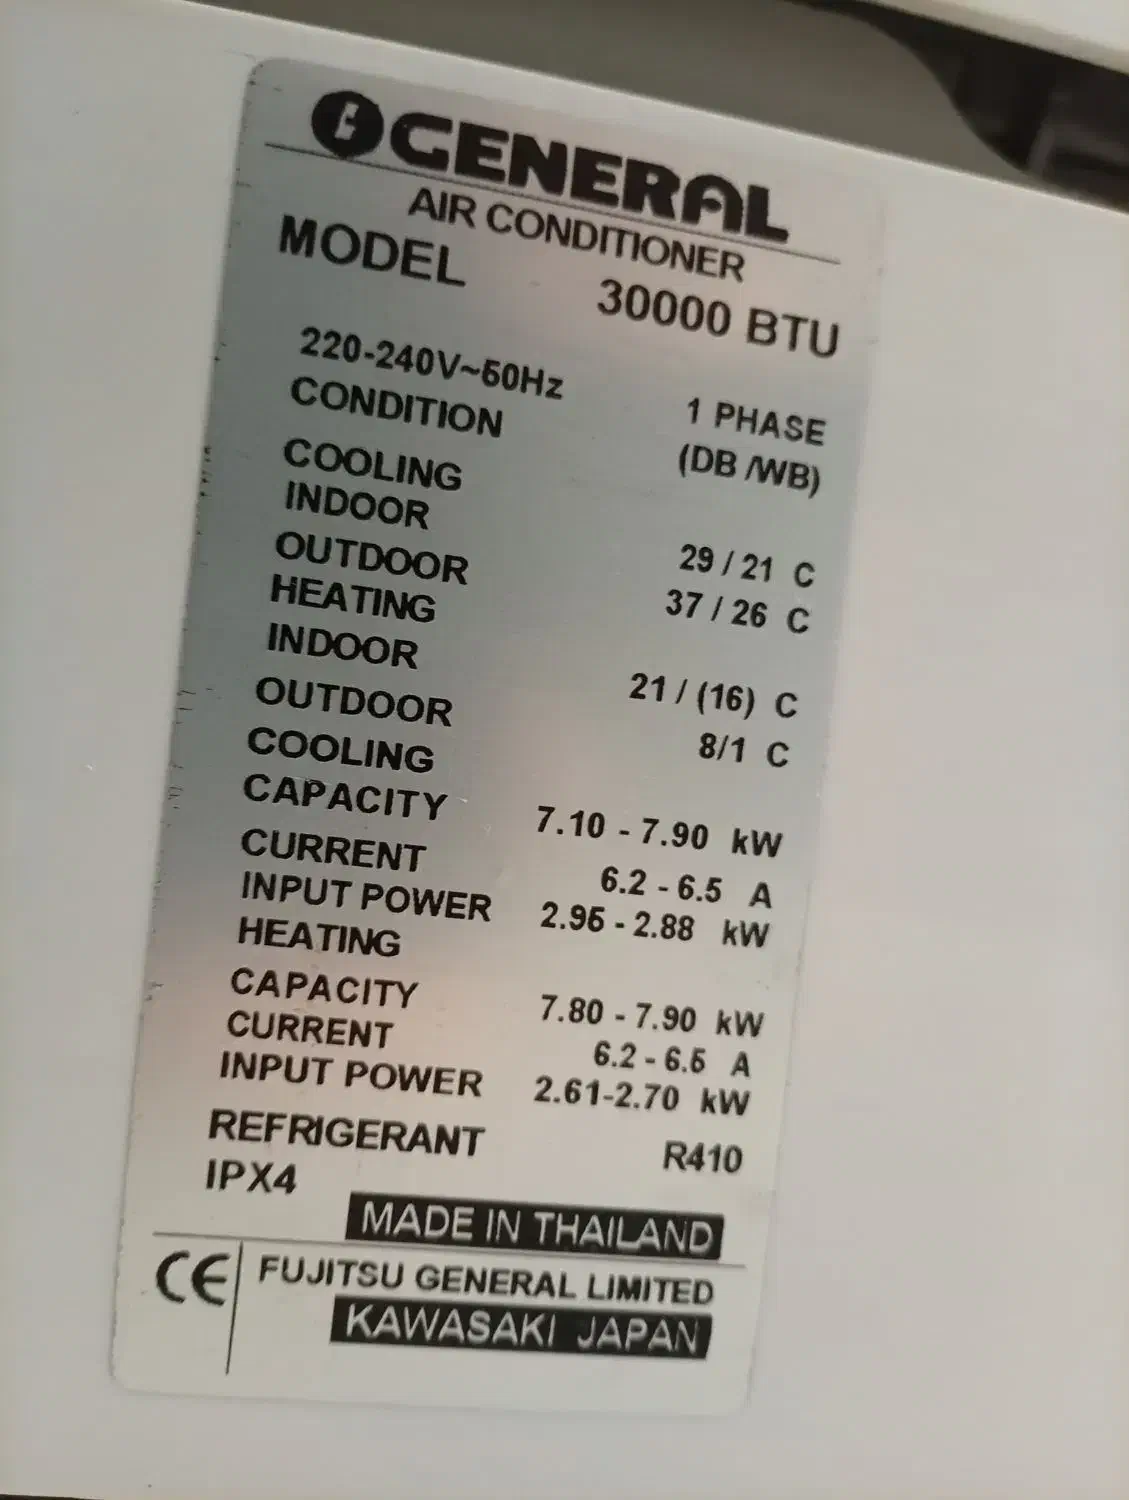 GENERAL
AIR CONDITIONER
MODEL 30000 BTU
220-240V~50Hz 1 PHASE
CONDITION (DB /WB)
COOLING
INDOOR 29 / 21 C
OUTDOOR 37 / 26 C
HEATING
INDOOR 21 / (16) C
OUTDOOR 8/1 C
COOLING
CAPACITY 7.10 - 7.90 kW
CURRENT 6.2 - 6.5 A
INPUT POWER 2.95 - 2.88 kW
HEATING
CAPACITY 7.80 - 7.90 kW
CURRENT 6.2 - 6.5 A
INPUT POWER 2.61-2.70 kW
REFRIGERANT R410
IPX4
MADE IN THAILAND
CE FUJITSU GENERAL LIMITED
KAWASAKI JAPAN